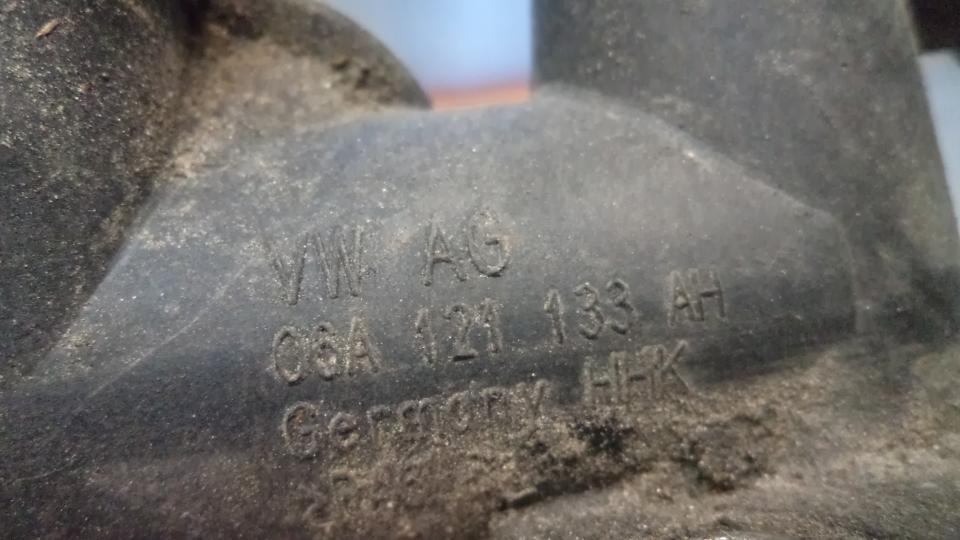 VW AG
06A 121 133 AH
Germany HHK